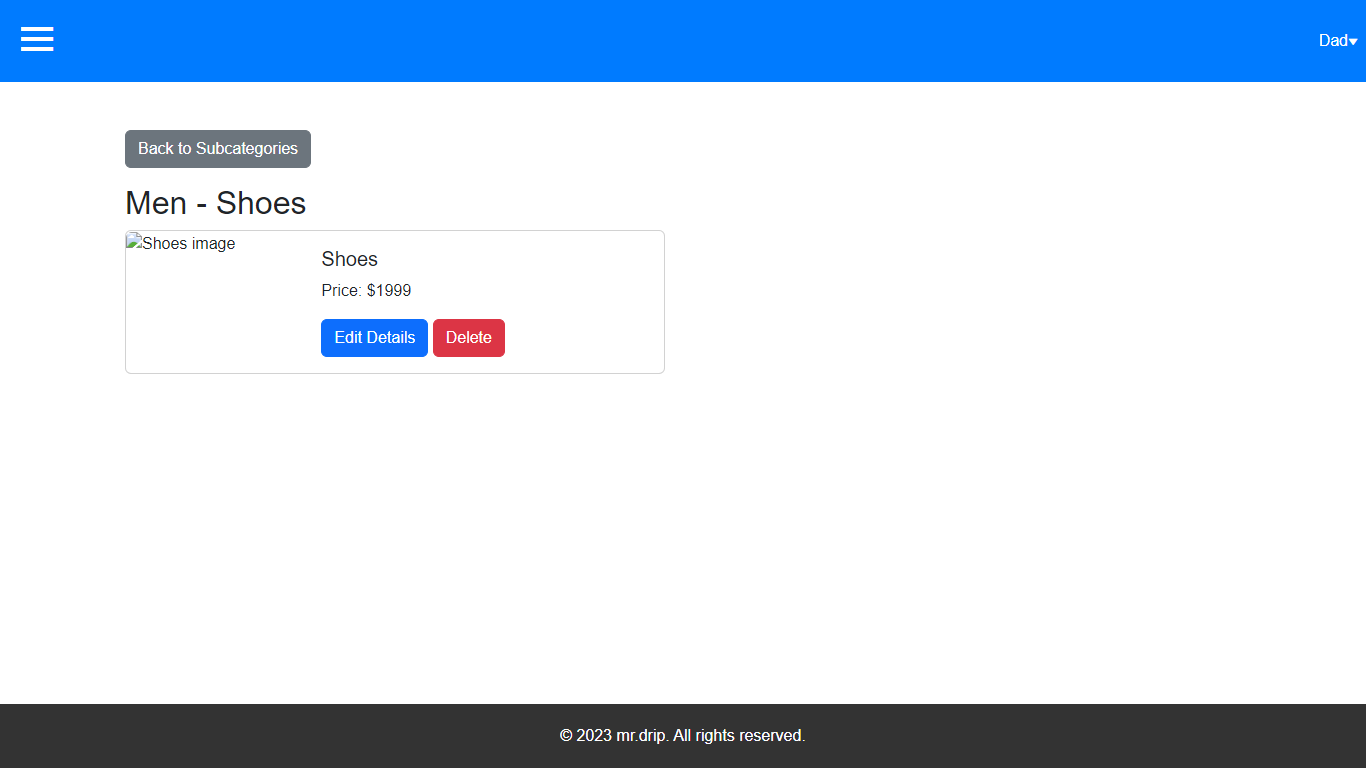 Dad
Back to Subcategories
Men - Shoes
Shoes image
Shoes
Price: $1999
Edit Details
Delete
© 2023 mr.drip. All rights reserved.